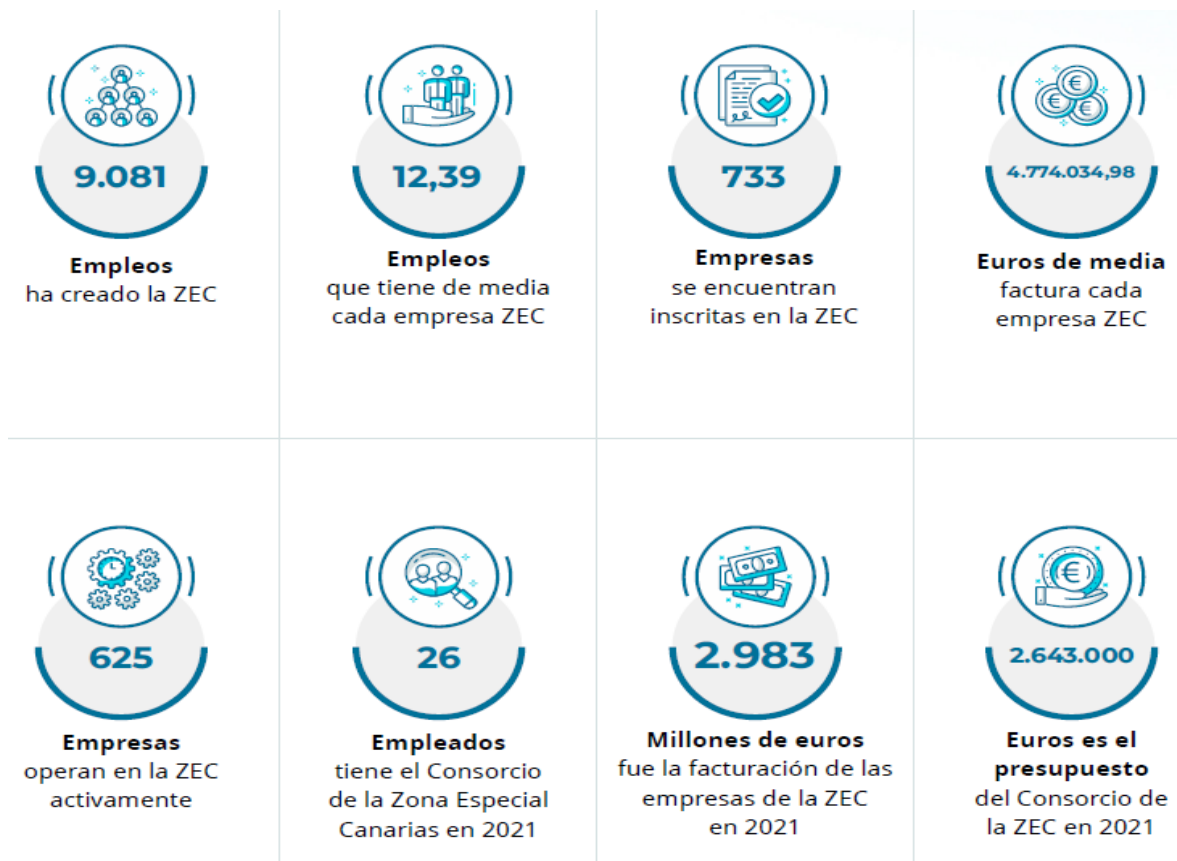 9.081
Empleos
ha creado la ZEC
12,39
Empleos
que tiene de media
cada empresa ZEC
733
Empresas
se encuentran
inscritas en la ZEC
4.774.034,98
Euros de media
factura cada
empresa ZEC
625
Empresas
operan en la ZEC
activamente
26
Empleados
tiene el Consorcio
de la Zona Especial
Canarias en 2021
2.983
Millones de euros
fue la facturación de las
empresas de la ZEC
en 2021
2.643.000
Euros es el
presupuesto
del Consorcio de
la ZEC en 2021